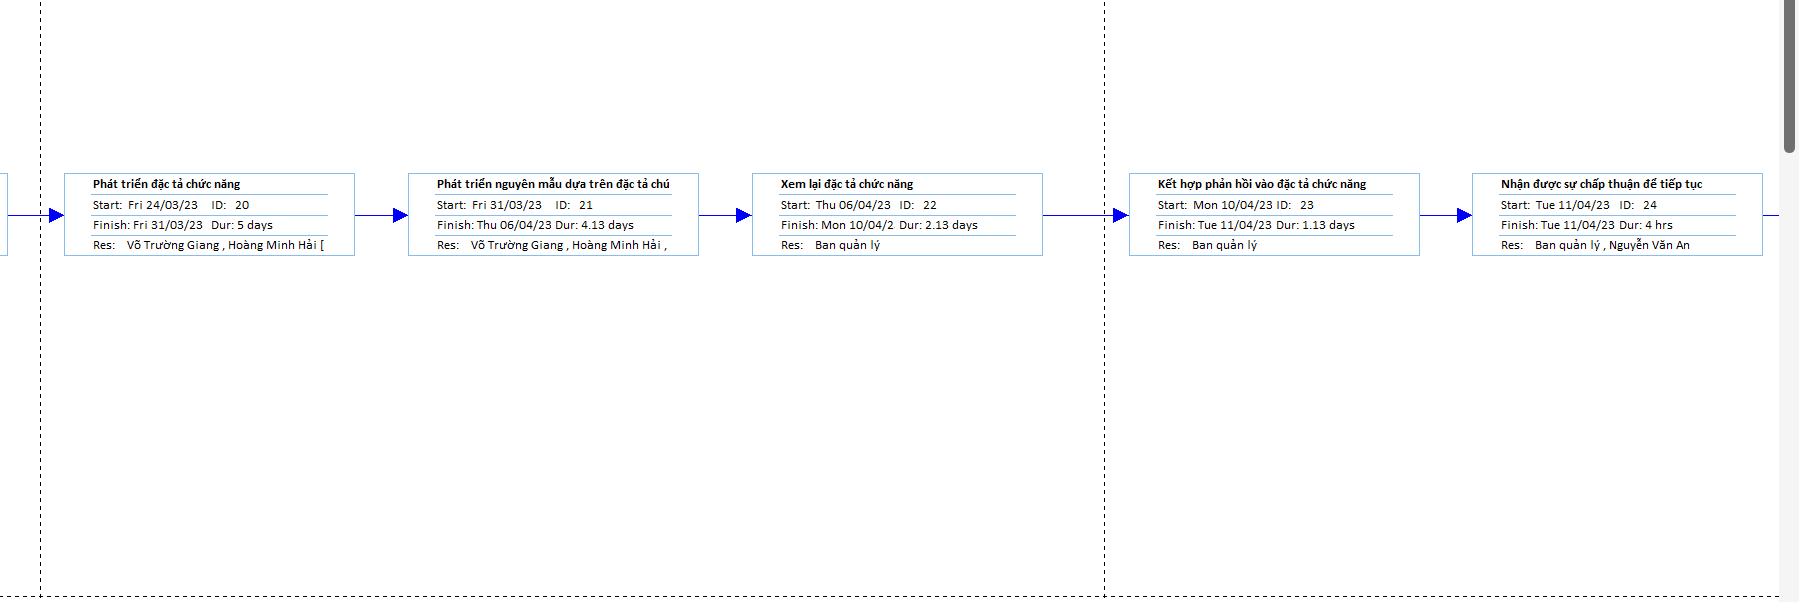 Phát triển đặc tả chức năng
Start: Fri 24/03/23 ID: 20
Finish: Fri 31/03/23 Dur: 5 days
Res: Võ Trường Giang , Hoàng Minh Hải [
Phát triển nguyên mẫu dựa trên đặc tả chú
Start: Fri 31/03/23 ID: 21
Finish: Thu 06/04/23 Dur: 4.13 days
Res: Võ Trường Giang , Hoàng Minh Hải ,
Xem lại đặc tả chức năng
Start: Thu 06/04/23 ID: 22
Finish: Mon 10/04/2 Dur: 2.13 days
Res: Ban quản lý
Kết hợp phản hồi vào đặc tả chức năng
Start: Mon 10/04/23 ID: 23
Finish: Tue 11/04/23 Dur: 1.13 days
Res: Ban quản lý
Nhận được sự chấp thuận để tiếp tục
Start: Tue 11/04/23 ID: 24
Finish: Tue 11/04/23 Dur: 4 hrs
Res: Ban quản lý , Nguyễn Văn An